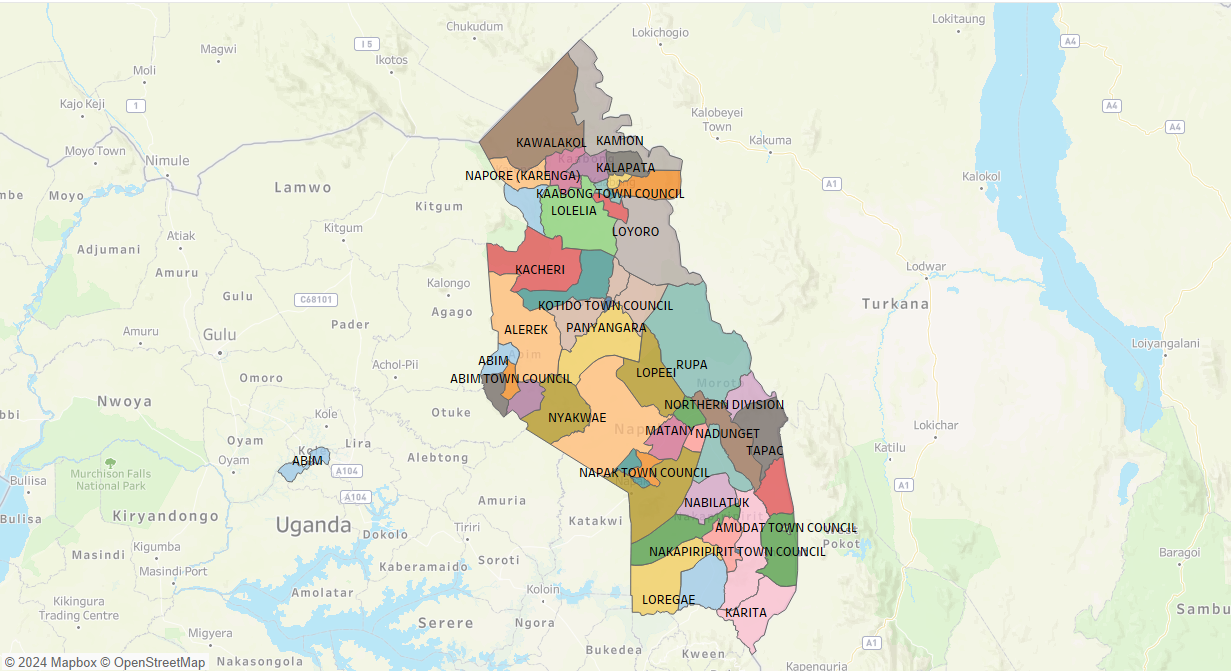 Chukudum
Lokichogio
Lokitaung
Magwi
I 5
Ikotos
A4
Moli
Kajo Keji
1
A4
Kalobeyei
Town
Kakuma
A4
KAWALAKOL
KAMION
Moyo Town
Nimule
KALAPATA
NAPORE (KARENGA)
Kalokol
A1
Lamwo
Moyo
KAABONG TOWN COUNCIL
Kitgum
LOLELIA
Atiak
Kitgum
LOYORO
Adjumani
Amuru
KACHERI
Lodwar
Kalongo
Gulu
C68101
KOTIDO TOWN COUNCIL
Turkana
Agago
Pader
PANYANGARA
Amuru
Gulu
ALEREK
Loiyangalani
ABIM
Achol-Pii
LOPEEI
RUPA
Omoro
ABIM TOWN COUNCIL
Moroto
Nwoya
NORTHERN DIVISION
Kole
Otuke
NYAKWAE
Lokichar
Oyam
Lira
MATANY
NADUNGET
Katilu
TAPAC
Oyam
ABIM
Alebtong
A104
NAPAK TOWN COUNCIL
Murchison Falls
National Park
Bulisa
A1
A104
Amuria
NABILATUK
Kiryandongo
Uganda
Katakwi
AMUDAT TOWN COUNCIL
Bulisa
Dokolo
Tiriri
Pokot
Kigumba
Masindi
NAKAPIRIPIRIT TOWN COUNCIL
Baragoi
Masindi Port
Kaberamaido
Soroti
Amolatar
Koloin
LOREGAE
Kikingura
Trading Centre
KARITA
Sambu
Serere
Ngora
Migyera
A1
Bukedea
Kween
© 2024 Mapbox © OpenStreetMap
Nakasongola
Kapenguria